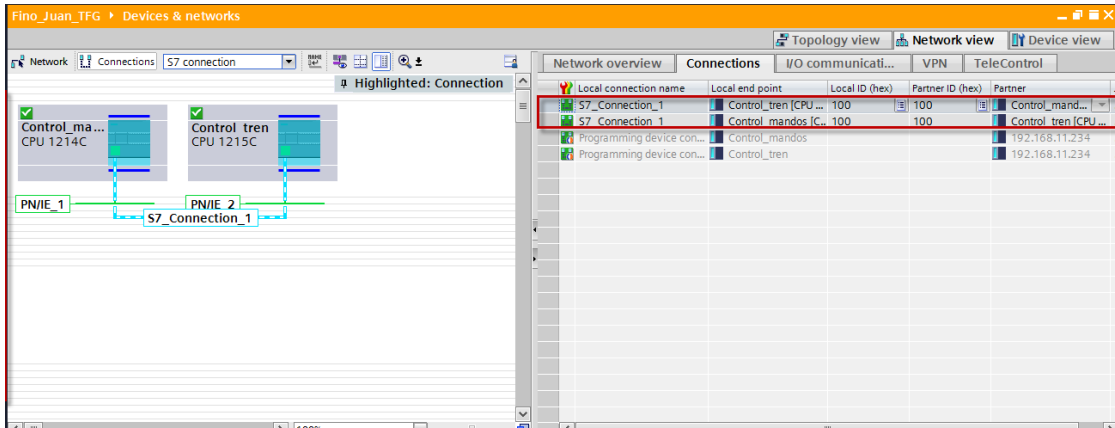 Fino_Juan_TFG ▸ Devices & networks
Topology view Network view Device view
Network Connections S7 connection
Network overview Connections I/O communicati... VPN TeleControl
Highlighted: Connection
Local connection name Local end point Local ID (hex) Partner ID (hex) Partner
S7_Connection_1 Control_tren [CPU ... 100 100 Control_mand...
S7_Connection_1 Control_mandos [C... 100 100 Control_tren [CPU ...
Programming device con... Control_mandos 192.168.11.234
Programming device con... Control_tren 192.168.11.234
Control_ma...
CPU 1214C
Control tren
CPU 1215C
PN/IE_1
PN/IE_2
S7_Connection_1
100%